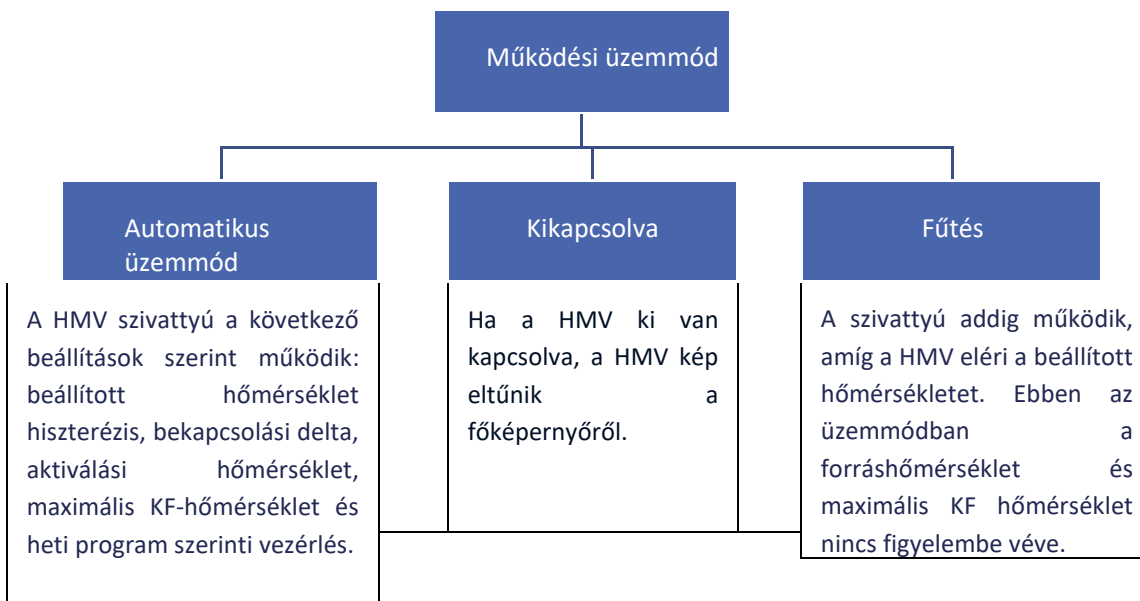 Működési üzemmód
Automatikus
üzemmód
A HMV szivattyú a következő
beállítások szerint működik:
beállított hőmérséklet
hiszterézis, bekapcsolási delta,
aktiválási hőmérséklet,
maximális KF-hőmérséklet és
heti program szerinti vezérlés.
Kikapcsolva
Ha a HMV ki van
kapcsolva, a HMV kép
eltűnik a
főképernyőről.
Fűtés
A szivattyú addig működik,
amíg a HMV eléri a beállított
hőmérsékletet. Ebben az
üzemmódban a
forráshőmérséklet és
maximális KF hőmérséklet
nincs figyelembe véve.